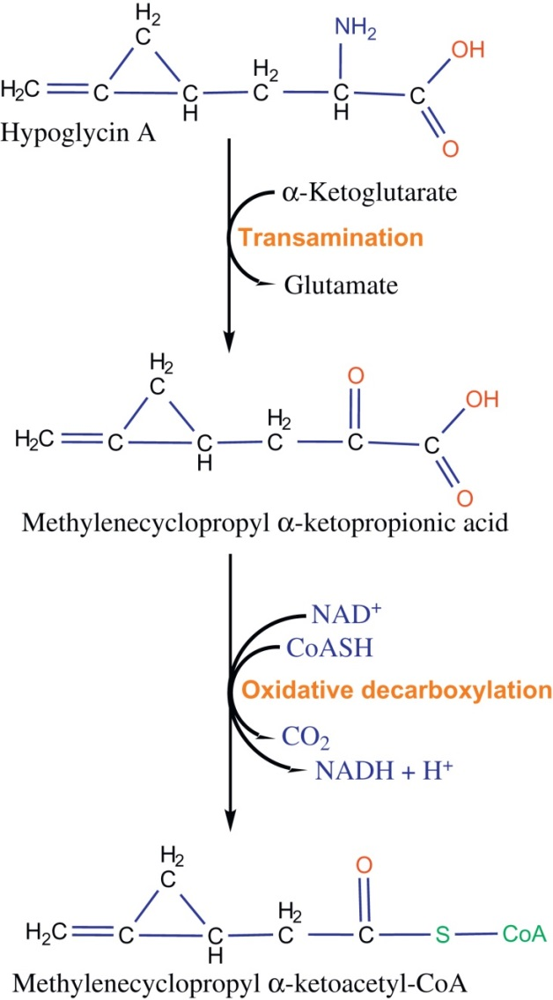 H₂
C
NH₂
OH
H₂C C C H₂ C C
H H
O
Hypoglycin A
α-Ketoglutarate
Transamination
Glutamate
H₂
C
O
OH
H₂C C C H₂ C C C
H
O
Methylenecyclopropyl α-ketopropionic acid
NAD⁺
CoASH
Oxidative decarboxylation
CO₂
NADH + H⁺
H₂
C
O
H₂
H₂C C C C C S CoA
H
Methylenecyclopropyl α-ketoacetyl-CoA